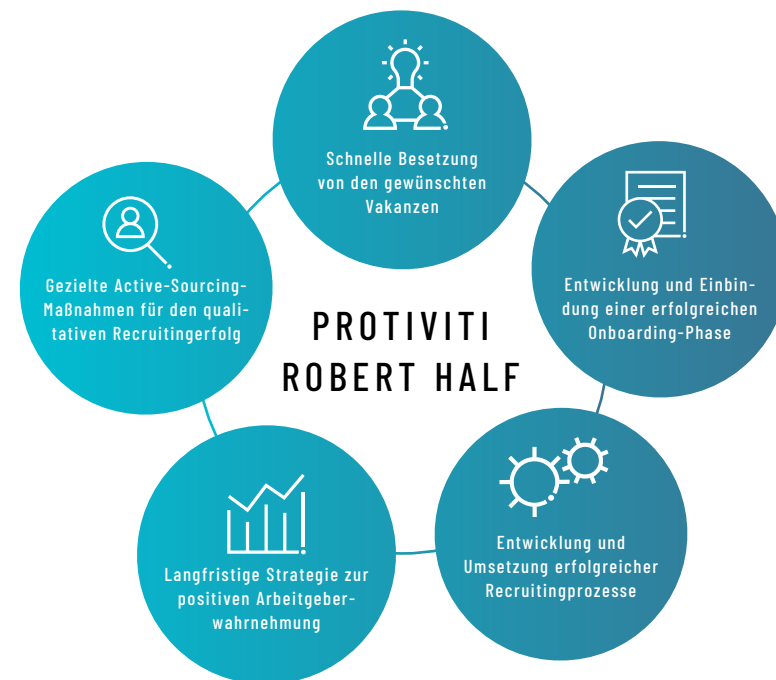 Schnelle Besetzung
von den gewünschten
Vakanzen
Entwicklung und Einbin-
dung einer erfolgreichen
Onboarding-Phase
Entwicklung und
Umsetzung erfolgreicher
Recruitingprozesse
Langfristige Strategie zur
positiven Arbeitgeber-
wahrnehmung
Gezielte Active-Sourcing-
Maßnahmen für den quali-
tativen Recruitingerfolg
PROTIVITI
ROBERT HALF